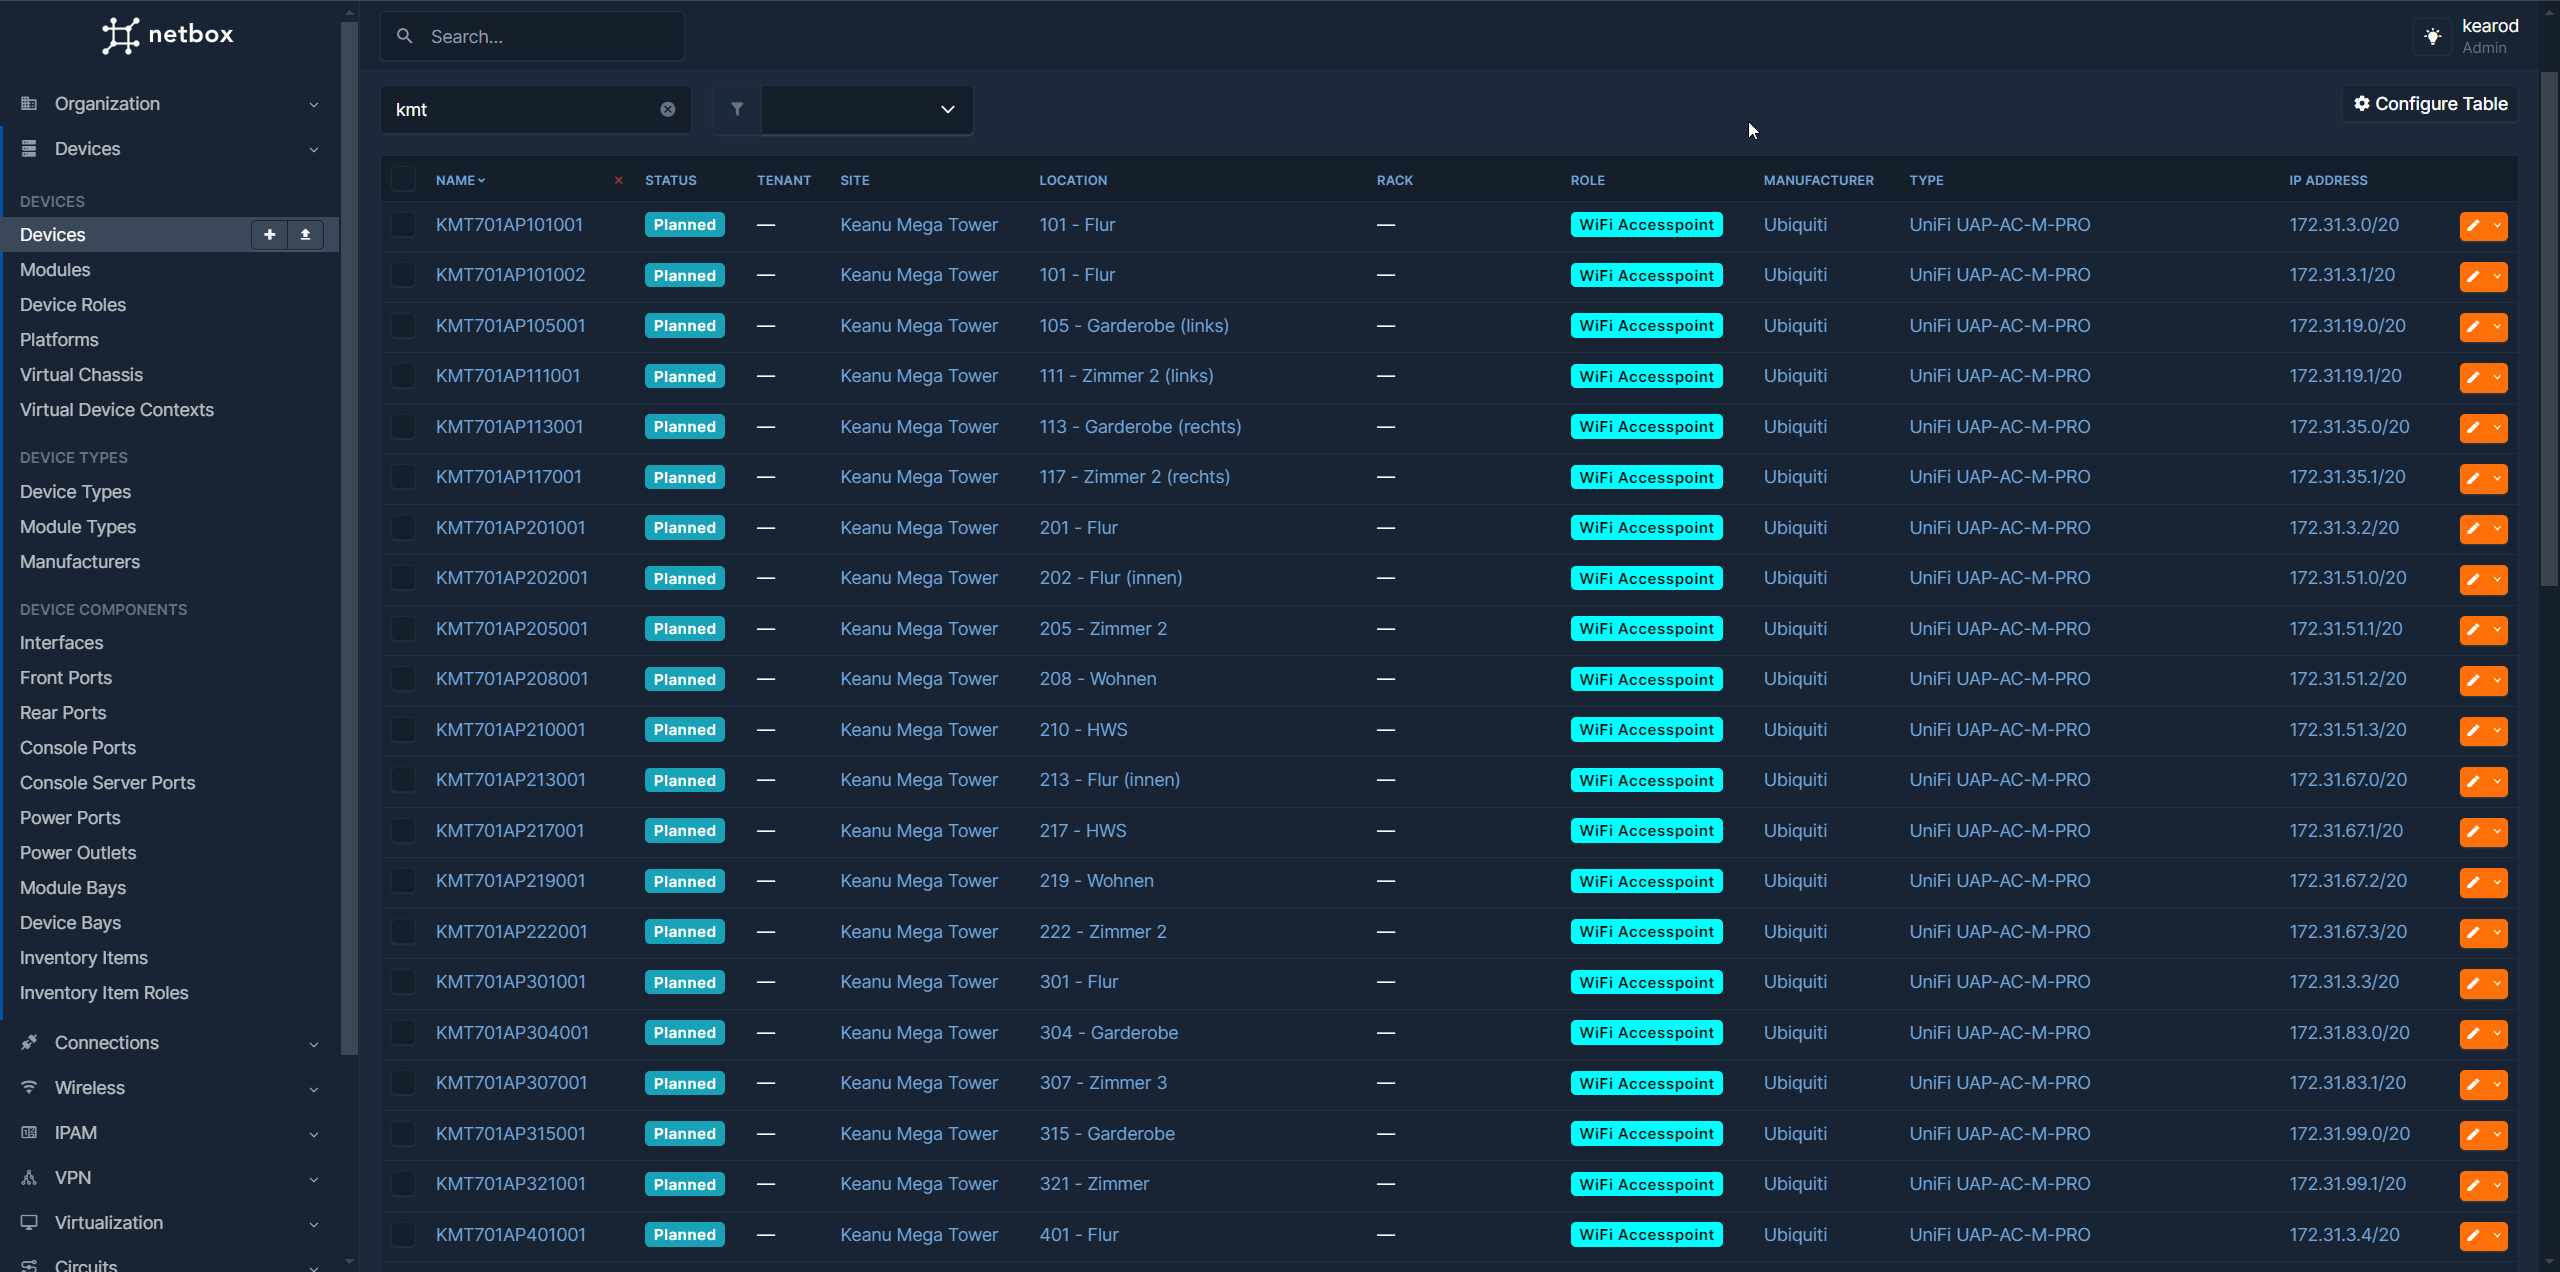 netbox
Search...
kearod
Admin
Organization
Devices
DEVICES
Devices
Modules
Device Roles
Platforms
Virtual Chassis
Virtual Device Contexts
DEVICE TYPES
Device Types
Module Types
Manufacturers
DEVICE COMPONENTS
Interfaces
Front Ports
Rear Ports
Console Ports
Console Server Ports
Power Ports
Power Outlets
Module Bays
Device Bays
Inventory Items
Inventory Item Roles
Connections
Wireless
IPAM
VPN
Virtualization
Circuits
kmt
Configure Table
NAME STATUS TENANT SITE LOCATION RACK ROLE MANUFACTURER TYPE IP ADDRESS
KMT701AP101001 Planned — Keanu Mega Tower 101 - Flur — WiFi Accesspoint Ubiquiti UniFi UAP-AC-M-PRO 172.31.3.0/20
KMT701AP101002 Planned — Keanu Mega Tower 101 - Flur — WiFi Accesspoint Ubiquiti UniFi UAP-AC-M-PRO 172.31.3.1/20
KMT701AP105001 Planned — Keanu Mega Tower 105 - Garderobe (links) — WiFi Accesspoint Ubiquiti UniFi UAP-AC-M-PRO 172.31.19.0/20
KMT701AP111001 Planned — Keanu Mega Tower 111 - Zimmer 2 (links) — WiFi Accesspoint Ubiquiti UniFi UAP-AC-M-PRO 172.31.19.1/20
KMT701AP113001 Planned — Keanu Mega Tower 113 - Garderobe (rechts) — WiFi Accesspoint Ubiquiti UniFi UAP-AC-M-PRO 172.31.35.0/20
KMT701AP117001 Planned — Keanu Mega Tower 117 - Zimmer 2 (rechts) — WiFi Accesspoint Ubiquiti UniFi UAP-AC-M-PRO 172.31.35.1/20
KMT701AP201001 Planned — Keanu Mega Tower 201 - Flur — WiFi Accesspoint Ubiquiti UniFi UAP-AC-M-PRO 172.31.3.2/20
KMT701AP202001 Planned — Keanu Mega Tower 202 - Flur (innen) — WiFi Accesspoint Ubiquiti UniFi UAP-AC-M-PRO 172.31.51.0/20
KMT701AP205001 Planned — Keanu Mega Tower 205 - Zimmer 2 — WiFi Accesspoint Ubiquiti UniFi UAP-AC-M-PRO 172.31.51.1/20
KMT701AP208001 Planned — Keanu Mega Tower 208 - Wohnen — WiFi Accesspoint Ubiquiti UniFi UAP-AC-M-PRO 172.31.51.2/20
KMT701AP210001 Planned — Keanu Mega Tower 210 - HWS — WiFi Accesspoint Ubiquiti UniFi UAP-AC-M-PRO 172.31.51.3/20
KMT701AP213001 Planned — Keanu Mega Tower 213 - Flur (innen) — WiFi Accesspoint Ubiquiti UniFi UAP-AC-M-PRO 172.31.67.0/20
KMT701AP217001 Planned — Keanu Mega Tower 217 - HWS — WiFi Accesspoint Ubiquiti UniFi UAP-AC-M-PRO 172.31.67.1/20
KMT701AP219001 Planned — Keanu Mega Tower 219 - Wohnen — WiFi Accesspoint Ubiquiti UniFi UAP-AC-M-PRO 172.31.67.2/20
KMT701AP222001 Planned — Keanu Mega Tower 222 - Zimmer 2 — WiFi Accesspoint Ubiquiti UniFi UAP-AC-M-PRO 172.31.67.3/20
KMT701AP301001 Planned — Keanu Mega Tower 301 - Flur — WiFi Accesspoint Ubiquiti UniFi UAP-AC-M-PRO 172.31.3.3/20
KMT701AP304001 Planned — Keanu Mega Tower 304 - Garderobe — WiFi Accesspoint Ubiquiti UniFi UAP-AC-M-PRO 172.31.83.0/20
KMT701AP307001 Planned — Keanu Mega Tower 307 - Zimmer 3 — WiFi Accesspoint Ubiquiti UniFi UAP-AC-M-PRO 172.31.83.1/20
KMT701AP315001 Planned — Keanu Mega Tower 315 - Garderobe — WiFi Accesspoint Ubiquiti UniFi UAP-AC-M-PRO 172.31.99.0/20
KMT701AP321001 Planned — Keanu Mega Tower 321 - Zimmer — WiFi Accesspoint Ubiquiti UniFi UAP-AC-M-PRO 172.31.99.1/20
KMT701AP401001 Planned — Keanu Mega Tower 401 - Flur — WiFi Accesspoint Ubiquiti UniFi UAP-AC-M-PRO 172.31.3.4/20